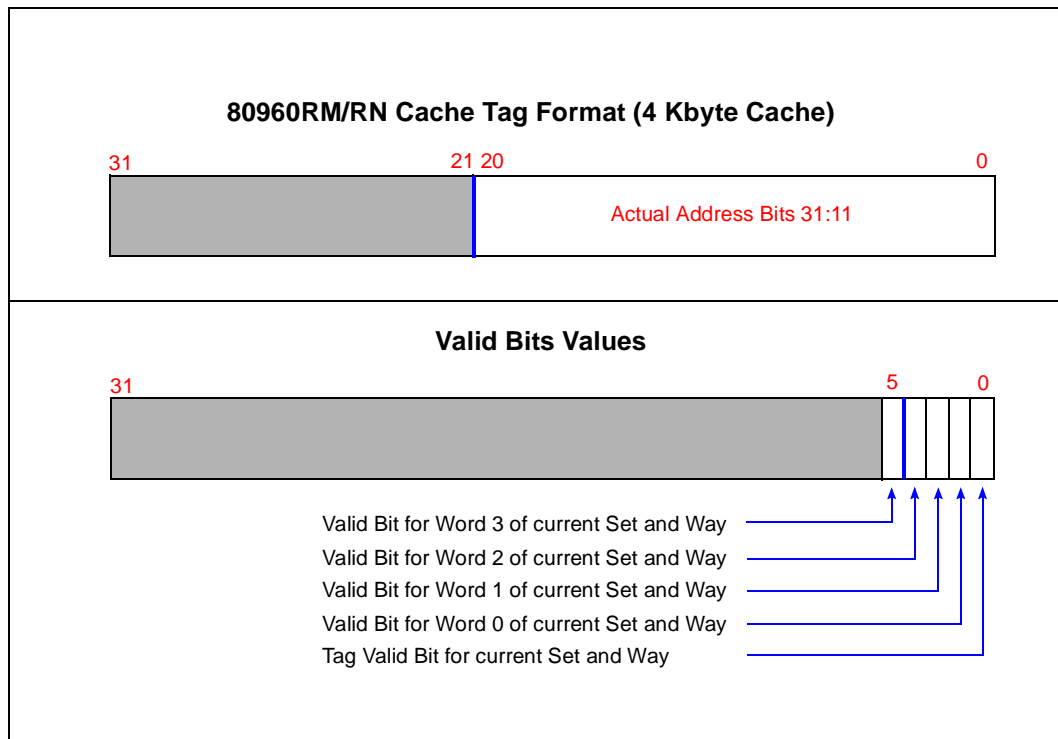 80960RM/RN Cache Tag Format (4 Kbyte Cache)
31 21 20 0
Actual Address Bits 31:11
Valid Bits Values
31 5 0
Valid Bit for Word 3 of current Set and Way
Valid Bit for Word 2 of current Set and Way
Valid Bit for Word 1 of current Set and Way
Valid Bit for Word 0 of current Set and Way
Tag Valid Bit for current Set and Way